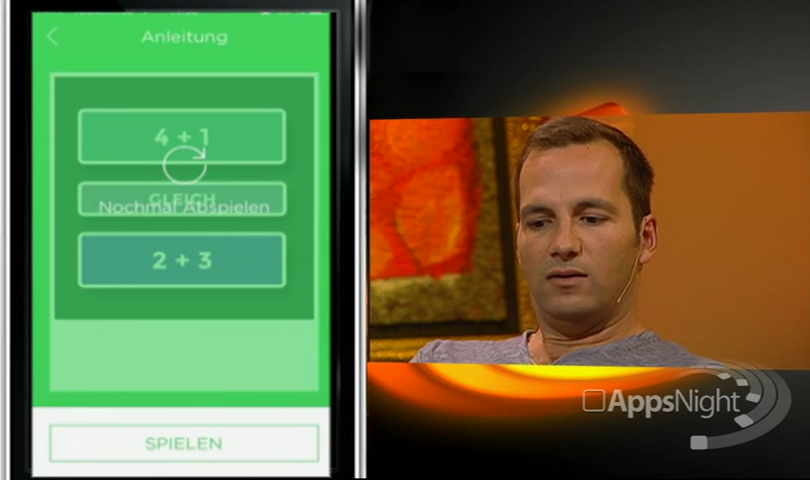 Anleitung
4 + 1
GLEICH
Nochmal Abspielen
2 + 3
SPIELEN
AppsNight